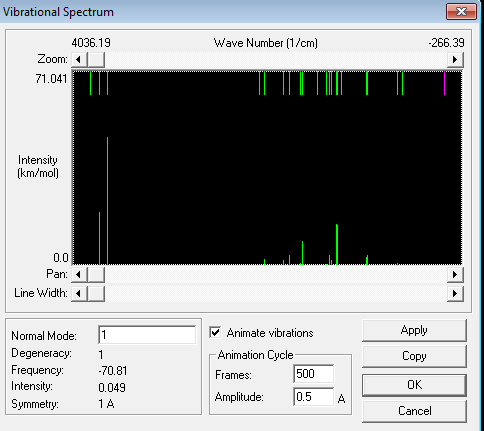 Vibrational Spectrum
4036.19 Wave Number (1/cm) -266.39
Zoom:
71.041
Intensity
(km/mol)
0.0
Pan:
Line Width:
Normal Mode: 1
Degeneracy: 1
Frequency: -70.81
Intensity: 0.049
Symmetry: 1 A
Animate vibrations
Animation Cycle
Frames: 500
Amplitude: 0.5 A
Apply
Copy
OK
Cancel